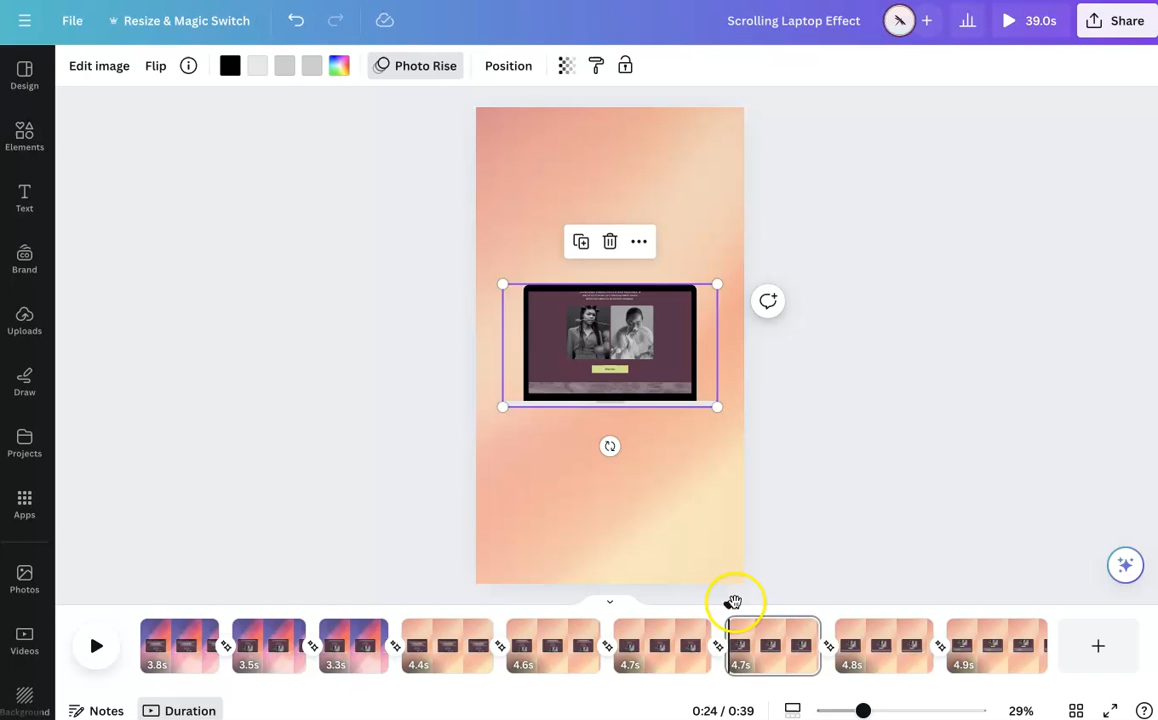 File
Resize & Magic Switch
Scrolling Laptop Effect
39.0s
Share
Edit image
Flip
Photo Rise
Position
Design
Elements
Text
Brand
CO
Uploads
Draw
Projects
Apps
Photos
Videos
Background
3.8s
3.5s
3.3s
4.4s
4.6s
4.7s
4.7s
4.8s
4.9s
Notes
Duration
0:24 / 0:39
29%